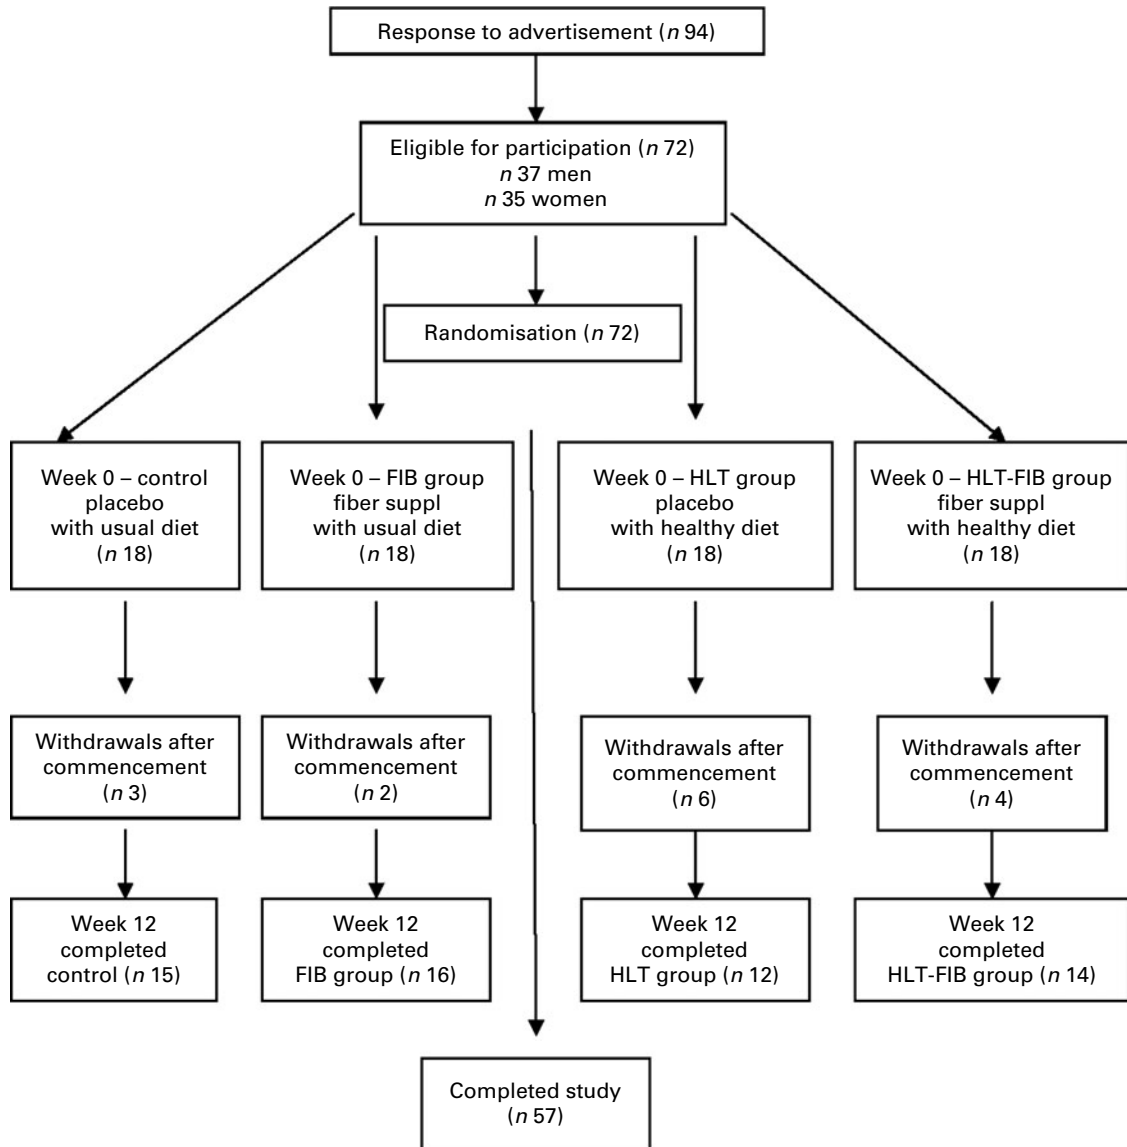 Response to advertisement (n 94)
Eligible for participation (n 72)
n 37 men
n 35 women
Randomisation (n 72)
Week 0 – control
placebo
with usual diet
(n 18)
Week 0 – FIB group
fiber suppl
with usual diet
(n 18)
Week 0 – HLT group
placebo
with healthy diet
(n 18)
Week 0 – HLT-FIB group
fiber suppl
with healthy diet
(n 18)
Withdrawals after
commencement
(n 3)
Withdrawals after
commencement
(n 2)
Withdrawals after
commencement
(n 6)
Withdrawals after
commencement
(n 4)
Week 12
completed
control (n 15)
Week 12
completed
FIB group (n 16)
Week 12
completed
HLT group (n 12)
Week 12
completed
HLT-FIB group (n 14)
Completed study
(n 57)